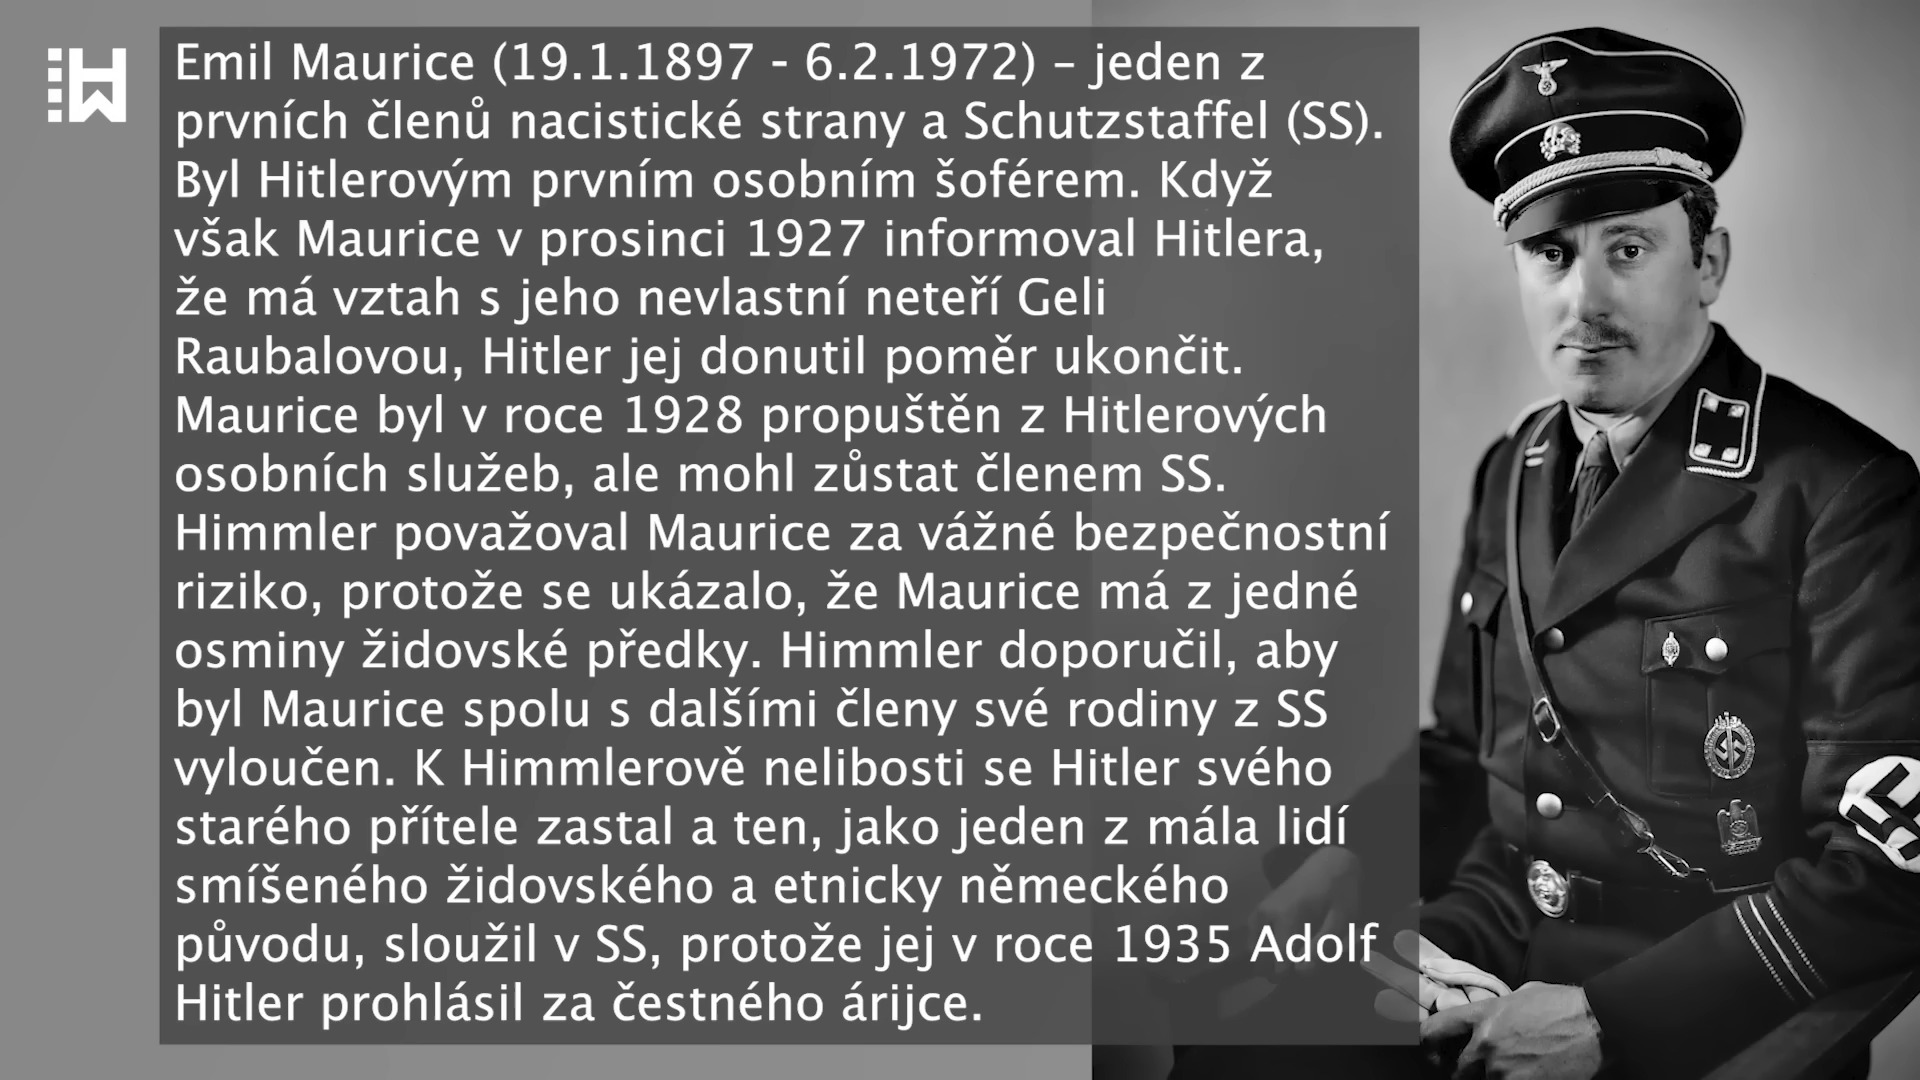 Emil Maurice (19.1.1897 - 6.2.1972) – jeden z
prvních členů nacistické strany a Schutzstaffel (SS).
Byl Hitlerovým prvním osobním šoférem. Když
však Maurice v prosinci 1927 informoval Hitlera,
že má vztah s jeho nevlastní neteří Geli
Raubalovou, Hitler jej donutil poměr ukončit.
Maurice byl v roce 1928 propuštěn z Hitlerových
osobních služeb, ale mohl zůstat členem SS.
Himmler považoval Maurice za vážné bezpečnostní
riziko, protože se ukázalo, že Maurice má z jedné
osminy židovské předky. Himmler doporučil, aby
byl Maurice spolu s dalšími členy své rodiny z SS
vyloučen. K Himmlerově nelibosti se Hitler svého
starého přítele zastal a ten, jako jeden z mála lidí
smíšeného židovského a etnicky německého
původu, sloužil v SS, protože jej v roce 1935 Adolf
Hitler prohlásil za čestného árijce.